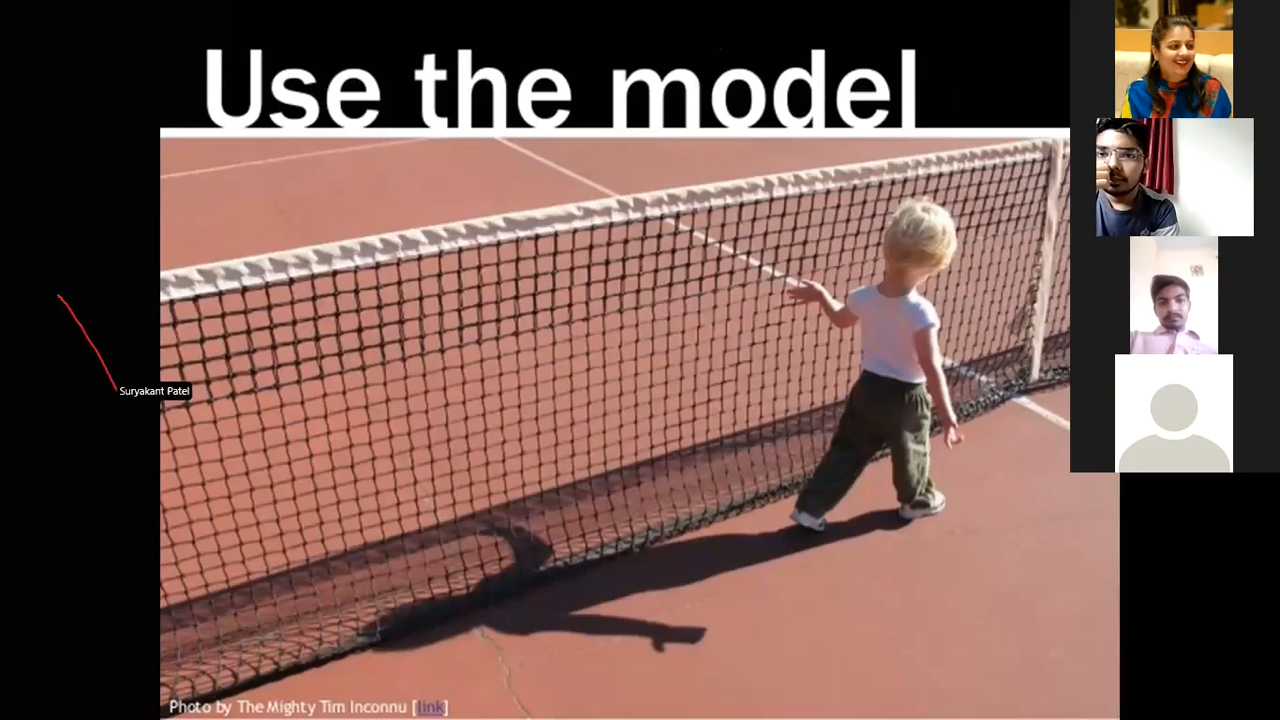 Use the model
Suryakant Patel
Photo by The Mighty Tim Inconnu [link]